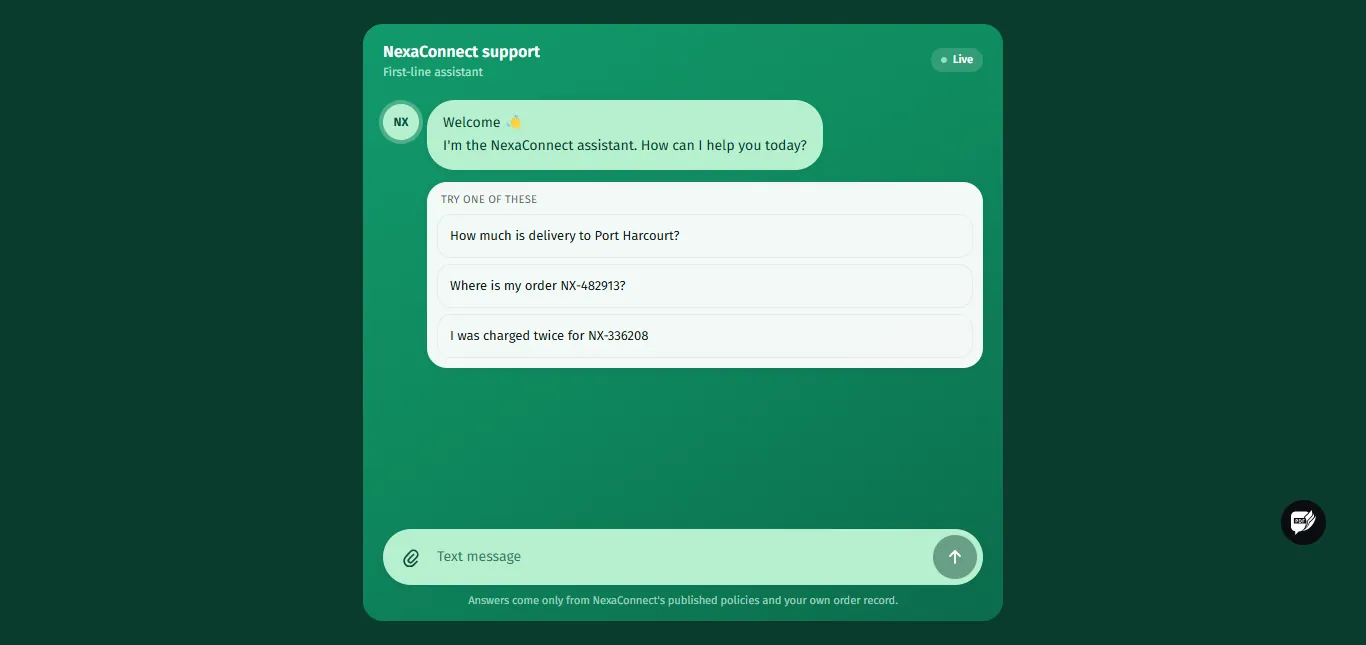 NexaConnect support
First-line assistant
Live
NX
Welcome 👋
I'm the NexaConnect assistant. How can I help you today?
TRY ONE OF THESE
How much is delivery to Port Harcourt?
Where is my order NX-482913?
I was charged twice for NX-336208
Text message
Answers come only from NexaConnect's published policies and your own order record.
PDF